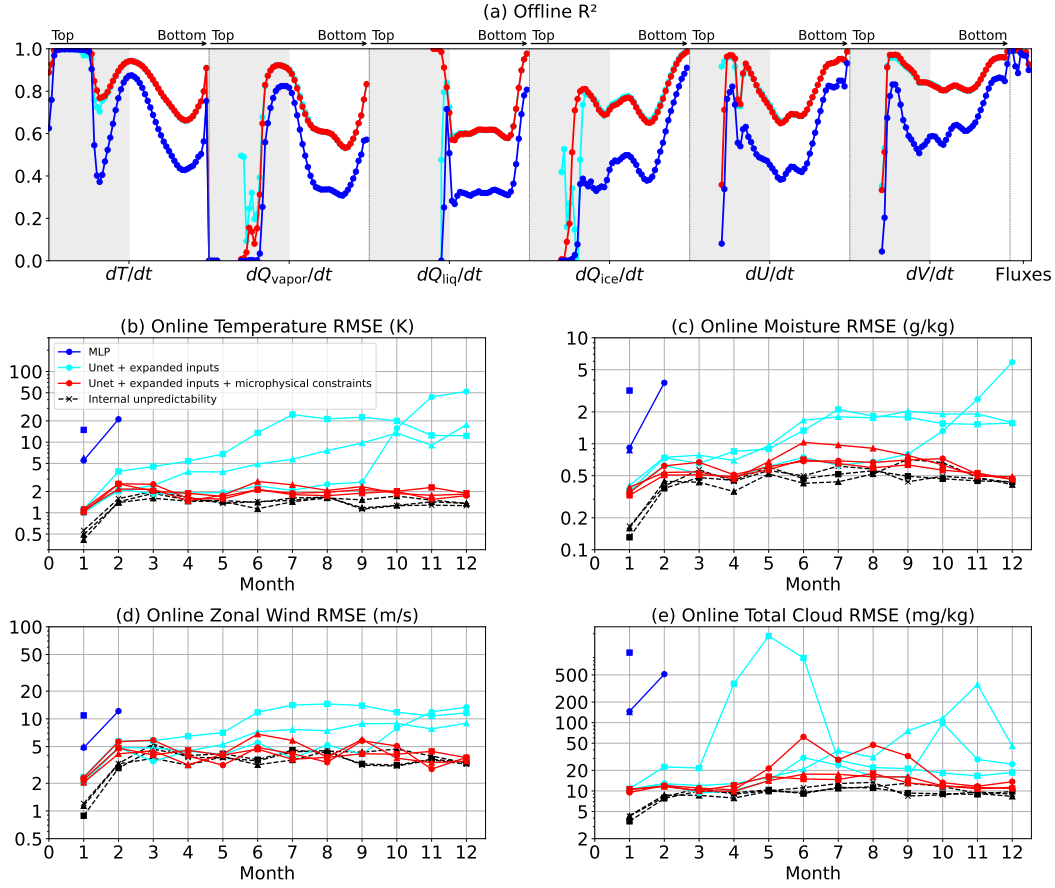 (a) Offline R²
Top Bottom Top Bottom Top Bottom Top Bottom Top Bottom Top Bottom
1.0
0.8
0.6
0.4
0.2
0.0
dT/dt dQvapor/dt dQliq/dt dQice/dt dU/dt dV/dt Fluxes
(b) Online Temperature RMSE (K)
MLP
Unet + expanded inputs
Unet + expanded inputs + microphysical constraints
Internal unpredictability
100
50
20
10
5
2
1
0.5
0 1 2 3 4 5 6 7 8 9 10 11 12
Month
(c) Online Moisture RMSE (g/kg)
10
5
2
1
0.5
0.2
0.1
0 1 2 3 4 5 6 7 8 9 10 11 12
Month
(d) Online Zonal Wind RMSE (m/s)
100
50
20
10
5
2
1
0.5
0 1 2 3 4 5 6 7 8 9 10 11 12
Month
(e) Online Total Cloud RMSE (mg/kg)
500
200
100
50
20
10
5
2
0 1 2 3 4 5 6 7 8 9 10 11 12
Month